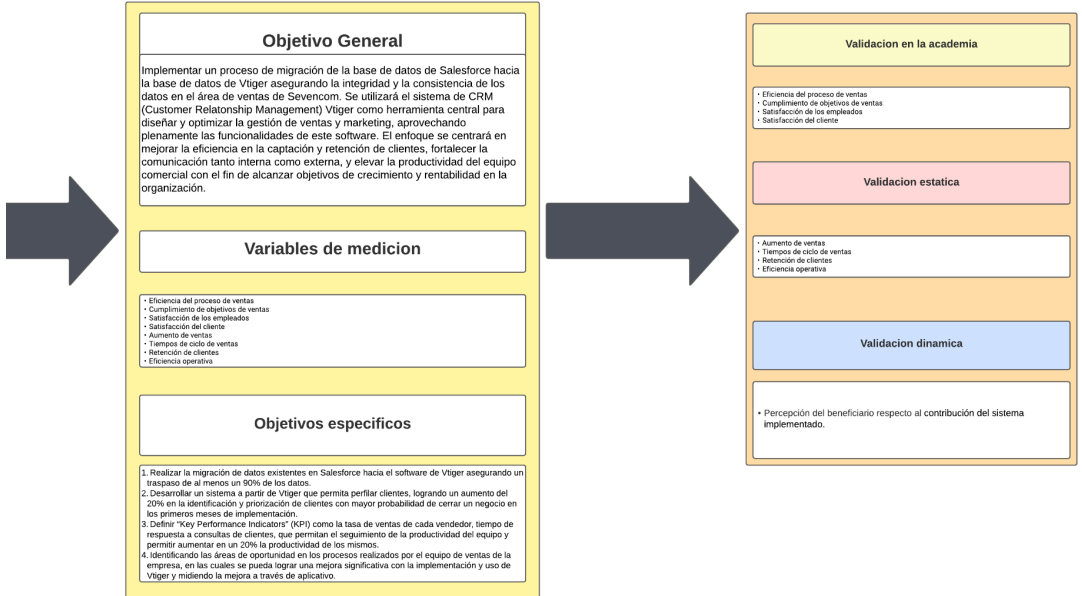 Objetivo General
Implementar un proceso de migración de la base de datos de Salesforce hacia
la base de datos de Vtiger asegurando la integridad y la consistencia de los
datos en el área de ventas de Sevencom. Se utilizará el sistema de CRM
(Customer Relatonship Management) Vtiger como herramienta central para
diseñar y optimizar la gestión de ventas y marketing, aprovechando
plenamente las funcionalidades de este software. El enfoque se centrará en
mejorar la eficiencia en la captación y retención de clientes, fortalecer la
comunicación tanto interna como externa, y elevar la productividad del equipo
comercial con el fin de alcanzar objetivos de crecimiento y rentabilidad en la
organización.
Variables de medicion
• Eficiencia del proceso de ventas
• Cumplimiento de objetivos de ventas
• Satisfacción de los empleados
• Satisfacción del cliente
• Aumento de ventas
• Tiempos de ciclo de ventas
• Retención de clientes
• Eficiencia operativa
Objetivos especificos
1. Realizar la migración de datos existentes en Salesforce hacia el software de Vtiger asegurando un
traspaso de al menos un 90% de los datos.
2. Desarrollar un sistema a partir de Vtiger que permita perfilar clientes, logrando un aumento del
20% en la identificación y priorización de clientes con mayor probabilidad de cerrar un negocio en
los primeros meses de implementación.
3. Definir “Key Performance Indicators” (KPI) como la tasa de ventas de cada vendedor, tiempo de
respuesta a consultas de clientes, que permitan el seguimiento de la productividad del equipo y
permitir aumentar en un 20% la productividad de los mismos.
4. Identificando las áreas de oportunidad en los procesos realizados por el equipo de ventas de la
empresa, en las cuales se pueda lograr una mejora significativa con la implementación y uso de
Vtiger y midiendo la mejora a través de aplicativo.
Validacion en la academia
• Eficiencia del proceso de ventas
• Cumplimiento de objetivos de ventas
• Satisfacción de los empleados
• Satisfacción del cliente
Validacion estatica
• Aumento de ventas
• Tiempos de ciclo de ventas
• Retención de clientes
• Eficiencia operativa
Validacion dinamica
• Percepción del beneficiario respecto al contribución del sistema
implementado.